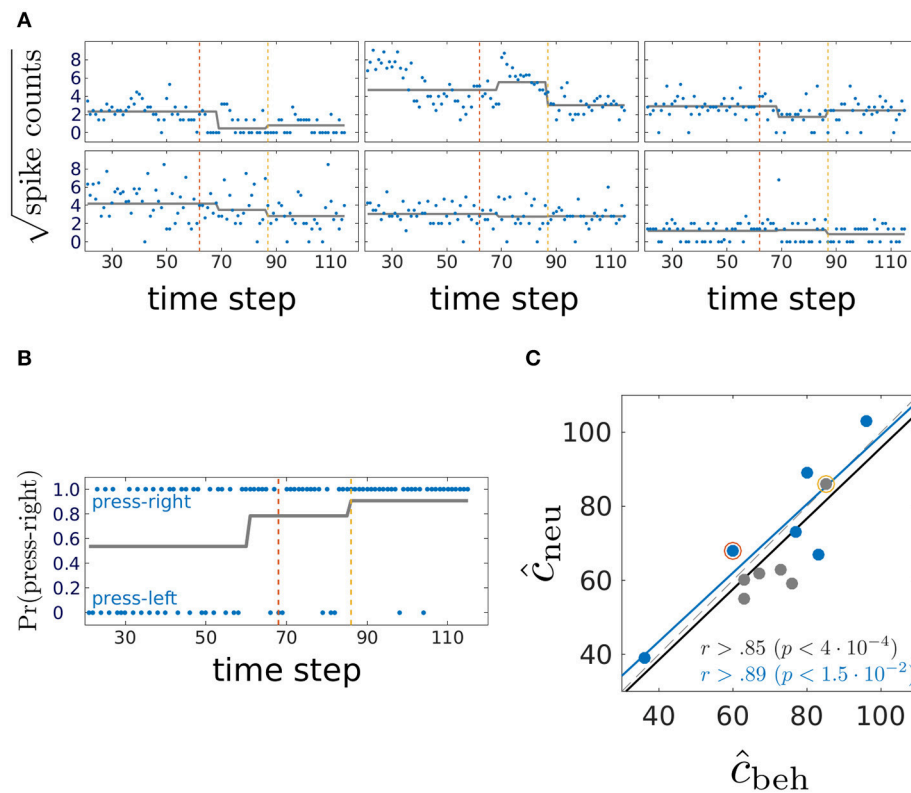 A
√spike counts
8
6
4
2
0
8
6
4
2
0
30 50 70 90 110 30 50 70 90 110 30 50 70 90 110
time step time step time step
B
C
Pr(press-right)
1.0
press-right
0.8
0.6
0.4
0.2
press-left
0
30 50 70 90 110
time step
ĉneu
100
80
60
40
r > .85 (p < 4 · 10⁻⁴)
r > .89 (p < 1.5 · 10⁻²)
40 60 80 100
ĉbeh